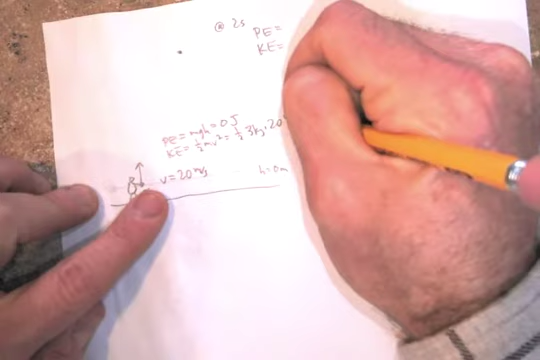 @ 2s
PE =
KE =
PE = mgh = 0 J
KE = ½mv² = ½ 3kg · 20
v = 20 m/s
h = 0m